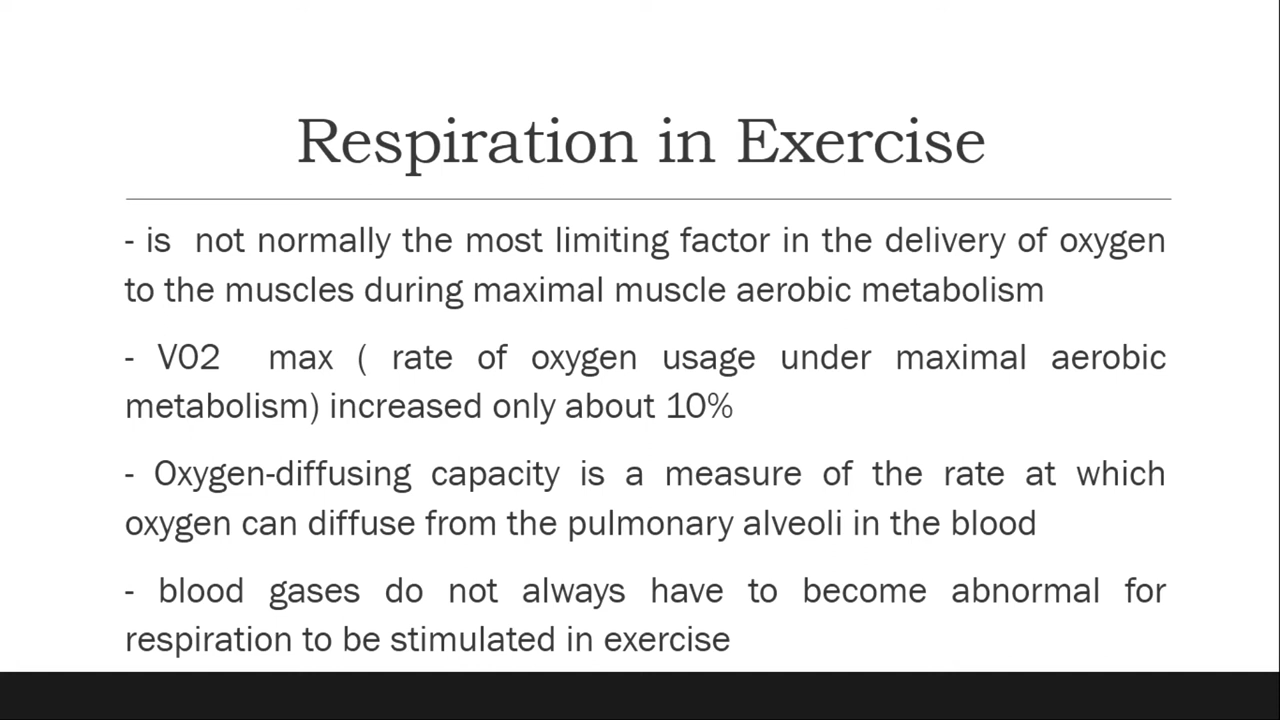 Respiration in Exercise
- is not normally the most limiting factor in the delivery of oxygen
to the muscles during maximal muscle aerobic metabolism
- V02 max ( rate of oxygen usage under maximal aerobic
metabolism) increased only about 10%
- Oxygen-diffusing capacity is a measure of the rate at which
oxygen can diffuse from the pulmonary alveoli in the blood
- blood gases do not always have to become abnormal for
respiration to be stimulated in exercise